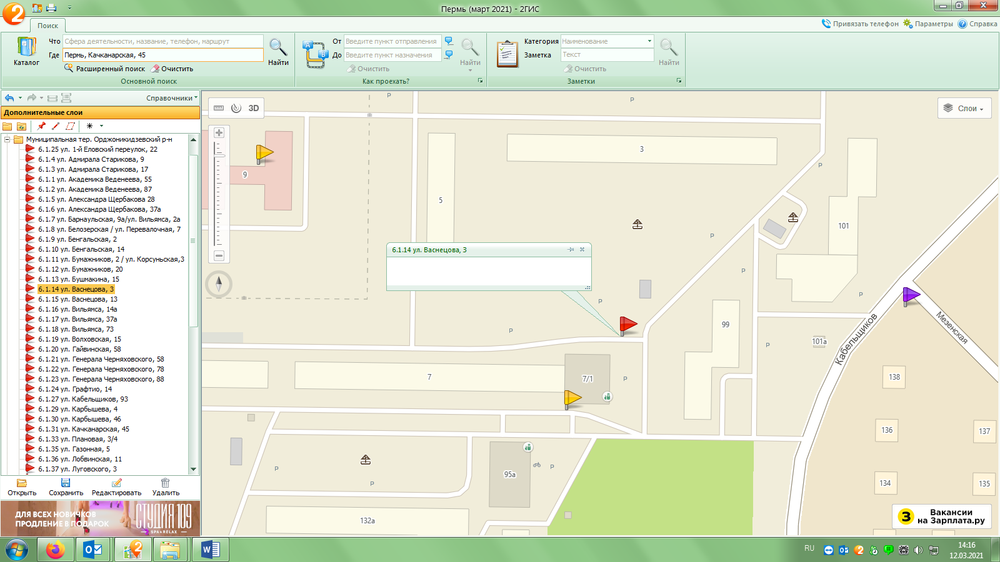 Пермь (март 2021) - 2ГИС
Поиск
Привязать телефон
Параметры
Справка
Каталог
Что
Сфера деятельности, название, телефон, маршрут
Где
Пермь, Качканарская, 45
Расширенный поиск
Очистить
Найти
Основной поиск
От
Введите пункт отправления
До
Введите пункт назначения
Очистить
Найти
Как проехать?
Категория
Наименование
Заметка
Текст
Очистить
Найти
Заметки
Справочники
Дополнительные слои
Муниципальная тер. Орджоникидзевский р-н
6.1.25 ул. 1-й Еловский переулок, 22
6.1.4 ул. Адмирала Старикова, 9
6.1.3 ул. Адмирала Старикова, 17
6.1.1 ул. Академика Веденеева, 55
6.1.2 ул. Академика Веденеева, 87
6.1.5 ул. Александра Щербакова 28
6.1.6 ул. Александра Щербакова, 37а
6.1.7 ул. Барнаульская, 9а/ул. Вильямса, 2а
6.1.8 ул. Белозерская / ул. Перевалочная, 7
6.1.9 ул. Бенгальская, 2
6.1.10 ул. Бенгальская, 14
6.1.11 ул. Бумажников, 2 / ул. Корсуньская,3
6.1.12 ул. Бумажников, 20
6.1.13 ул. Бушмакина, 15
6.1.14 ул. Васнецова, 3
6.1.15 ул. Васнецова, 13
6.1.16 ул. Вильямса, 14а
6.1.17 ул. Вильямса, 37а
6.1.18 ул. Вильямса, 73
6.1.19 ул. Волховская, 15
6.1.20 ул. Гайвинская, 58
6.1.21 ул. Генерала Черняховского, 58
6.1.22 ул. Генерала Черняховского, 78
6.1.23 ул. Генерала Черняховского, 88
6.1.24 ул. Графтио, 14
6.1.27 ул. Кабельщиков, 93
6.1.29 ул. Карбышева, 4
6.1.30 ул. Карбышева, 46
6.1.31 ул. Качканарская, 45
6.1.33 ул. Плановая, 3/4
6.1.35 ул. Газонная, 5
6.1.36 ул. Лобвинская, 11
6.1.37 ул. Луговского, 3
Открыть
Сохранить
Редактировать
Удалить
ДЛЯ ВСЕХ НОВИЧКОВ
ПРОДЛЕНИЕ В ПОДАРОК
СТУДИЯ 109
SPA & RELAX
3D
Слои
P
P
3
9
P
5
101
P
6.1.14 ул. Васнецова, 3
P
P
P
P
99
101а
P
Кабельщиков
Мезенская
7
7/1
P
138
136
137
P
95а
P
P
134
135
132а
З
Вакансии
на Зарплата.ру
RU
14:16
12.03.2021